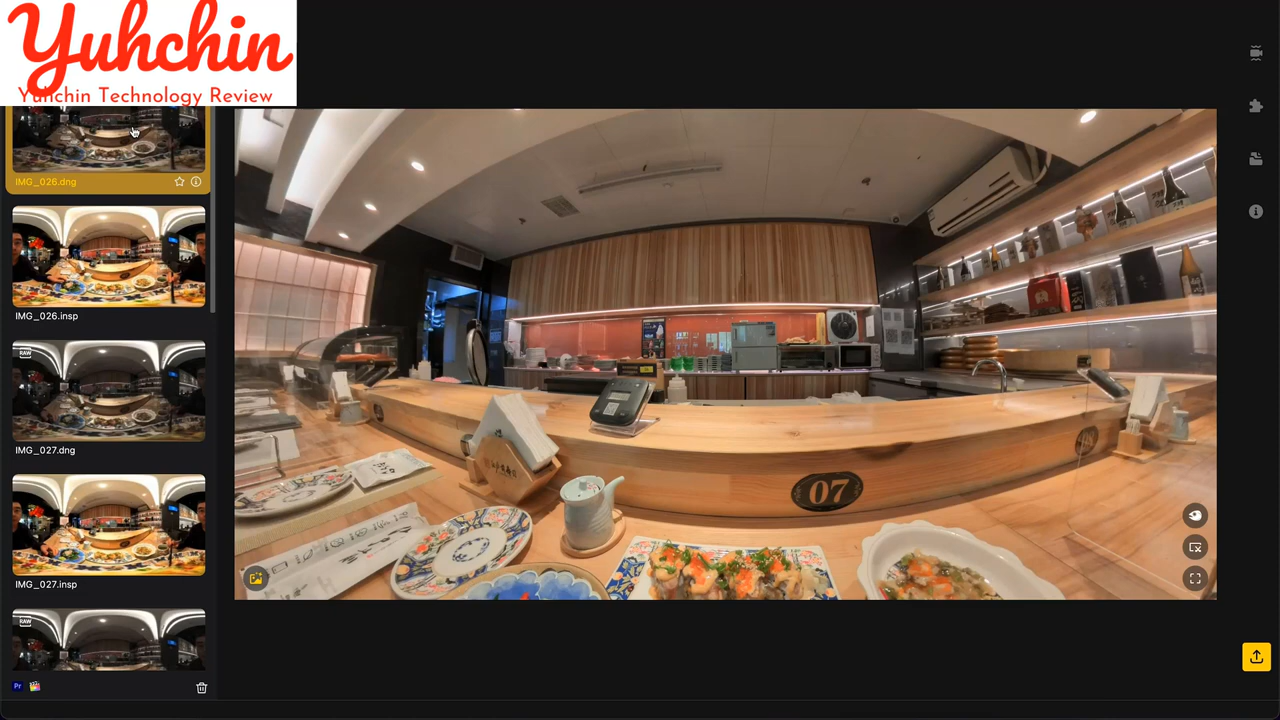 Yuhchin
Yuhchin Technology Review
IMG_026.dng
IMG_026.insp
RAW
IMG_027.dng
IMG_027.insp
RAW
Pr
07